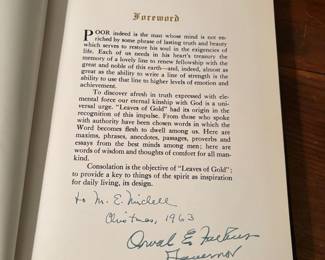 Foreword
POOR indeed is the man whose mind is not en-
riched by some phrase of lasting truth and beauty
which serves to restore his soul in the exigencies of
life. Each of us needs in his heart's treasury the
memory of a lovely line to renew fellowship with the
great and noble of this earth—and, indeed, almost as
great as the ability to write a line of strength is the
ability to use that line to higher levels of emotion and
achievement.
To discover afresh in truth expressed with ele-
mental force our eternal kinship with God is a uni-
versal urge. "Leaves of Gold" had its origin in the
recognition of this impulse. From those who spoke
with authority have been chosen words in which the
Word becomes flesh to dwell among us. Here are
maxims, phrases, anecdotes, passages, proverbs and
essays from the best minds among men; here are
words of wisdom and thoughts of comfort for all man-
kind.
Consolation is the objective of "Leaves of Gold";
to provide a key to things of the spirit as inspiration
for daily living, its design.
To M. E. Mitchell
Christmas, 1963
Orval E. Faubus
Governor